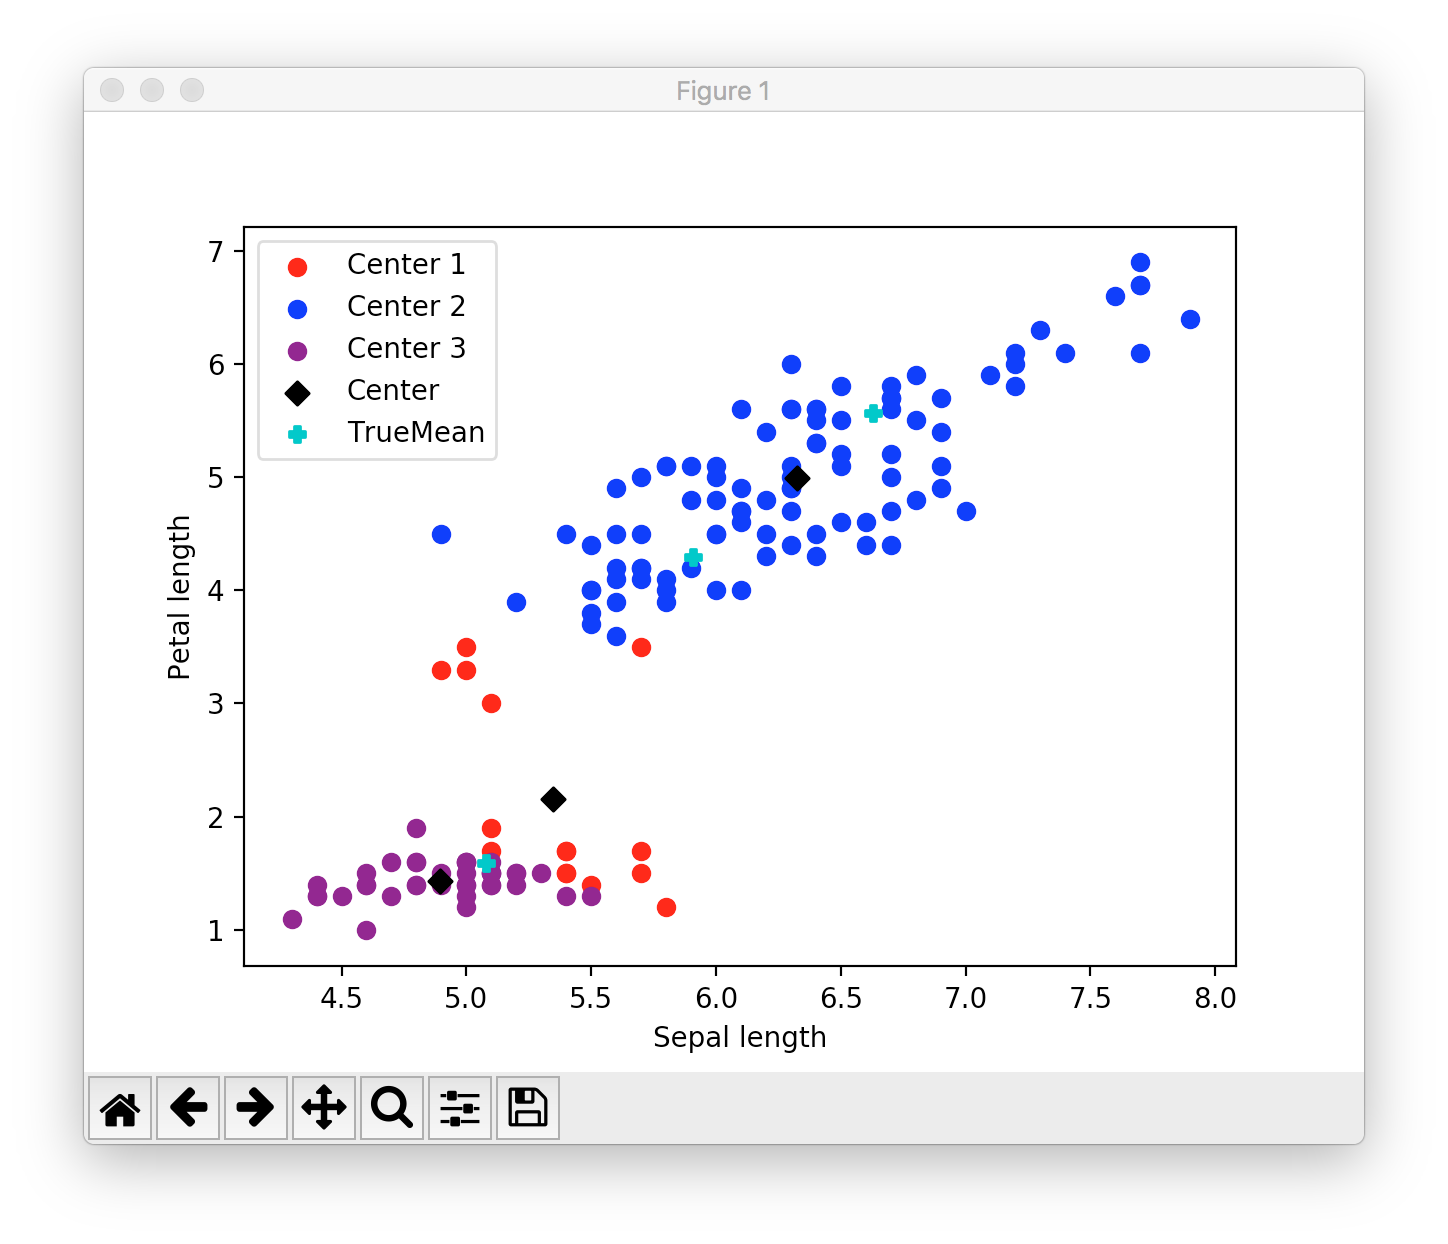 Figure 1
Center 1
Center 2
Center 3
Center
TrueMean
7
6
5
4
3
2
1
Petal length
4.5 5.0 5.5 6.0 6.5 7.0 7.5 8.0
Sepal length